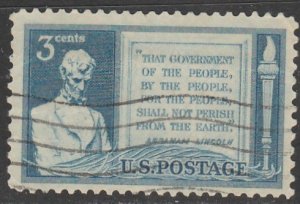 3 cents
"THAT GOVERNMENT
OF THE PEOPLE,
BY THE PEOPLE,
FOR THE PEOPLE,
SHALL NOT PERISH
FROM THE EARTH."
ABRAHAM LINCOLN
U.S. POSTAGE